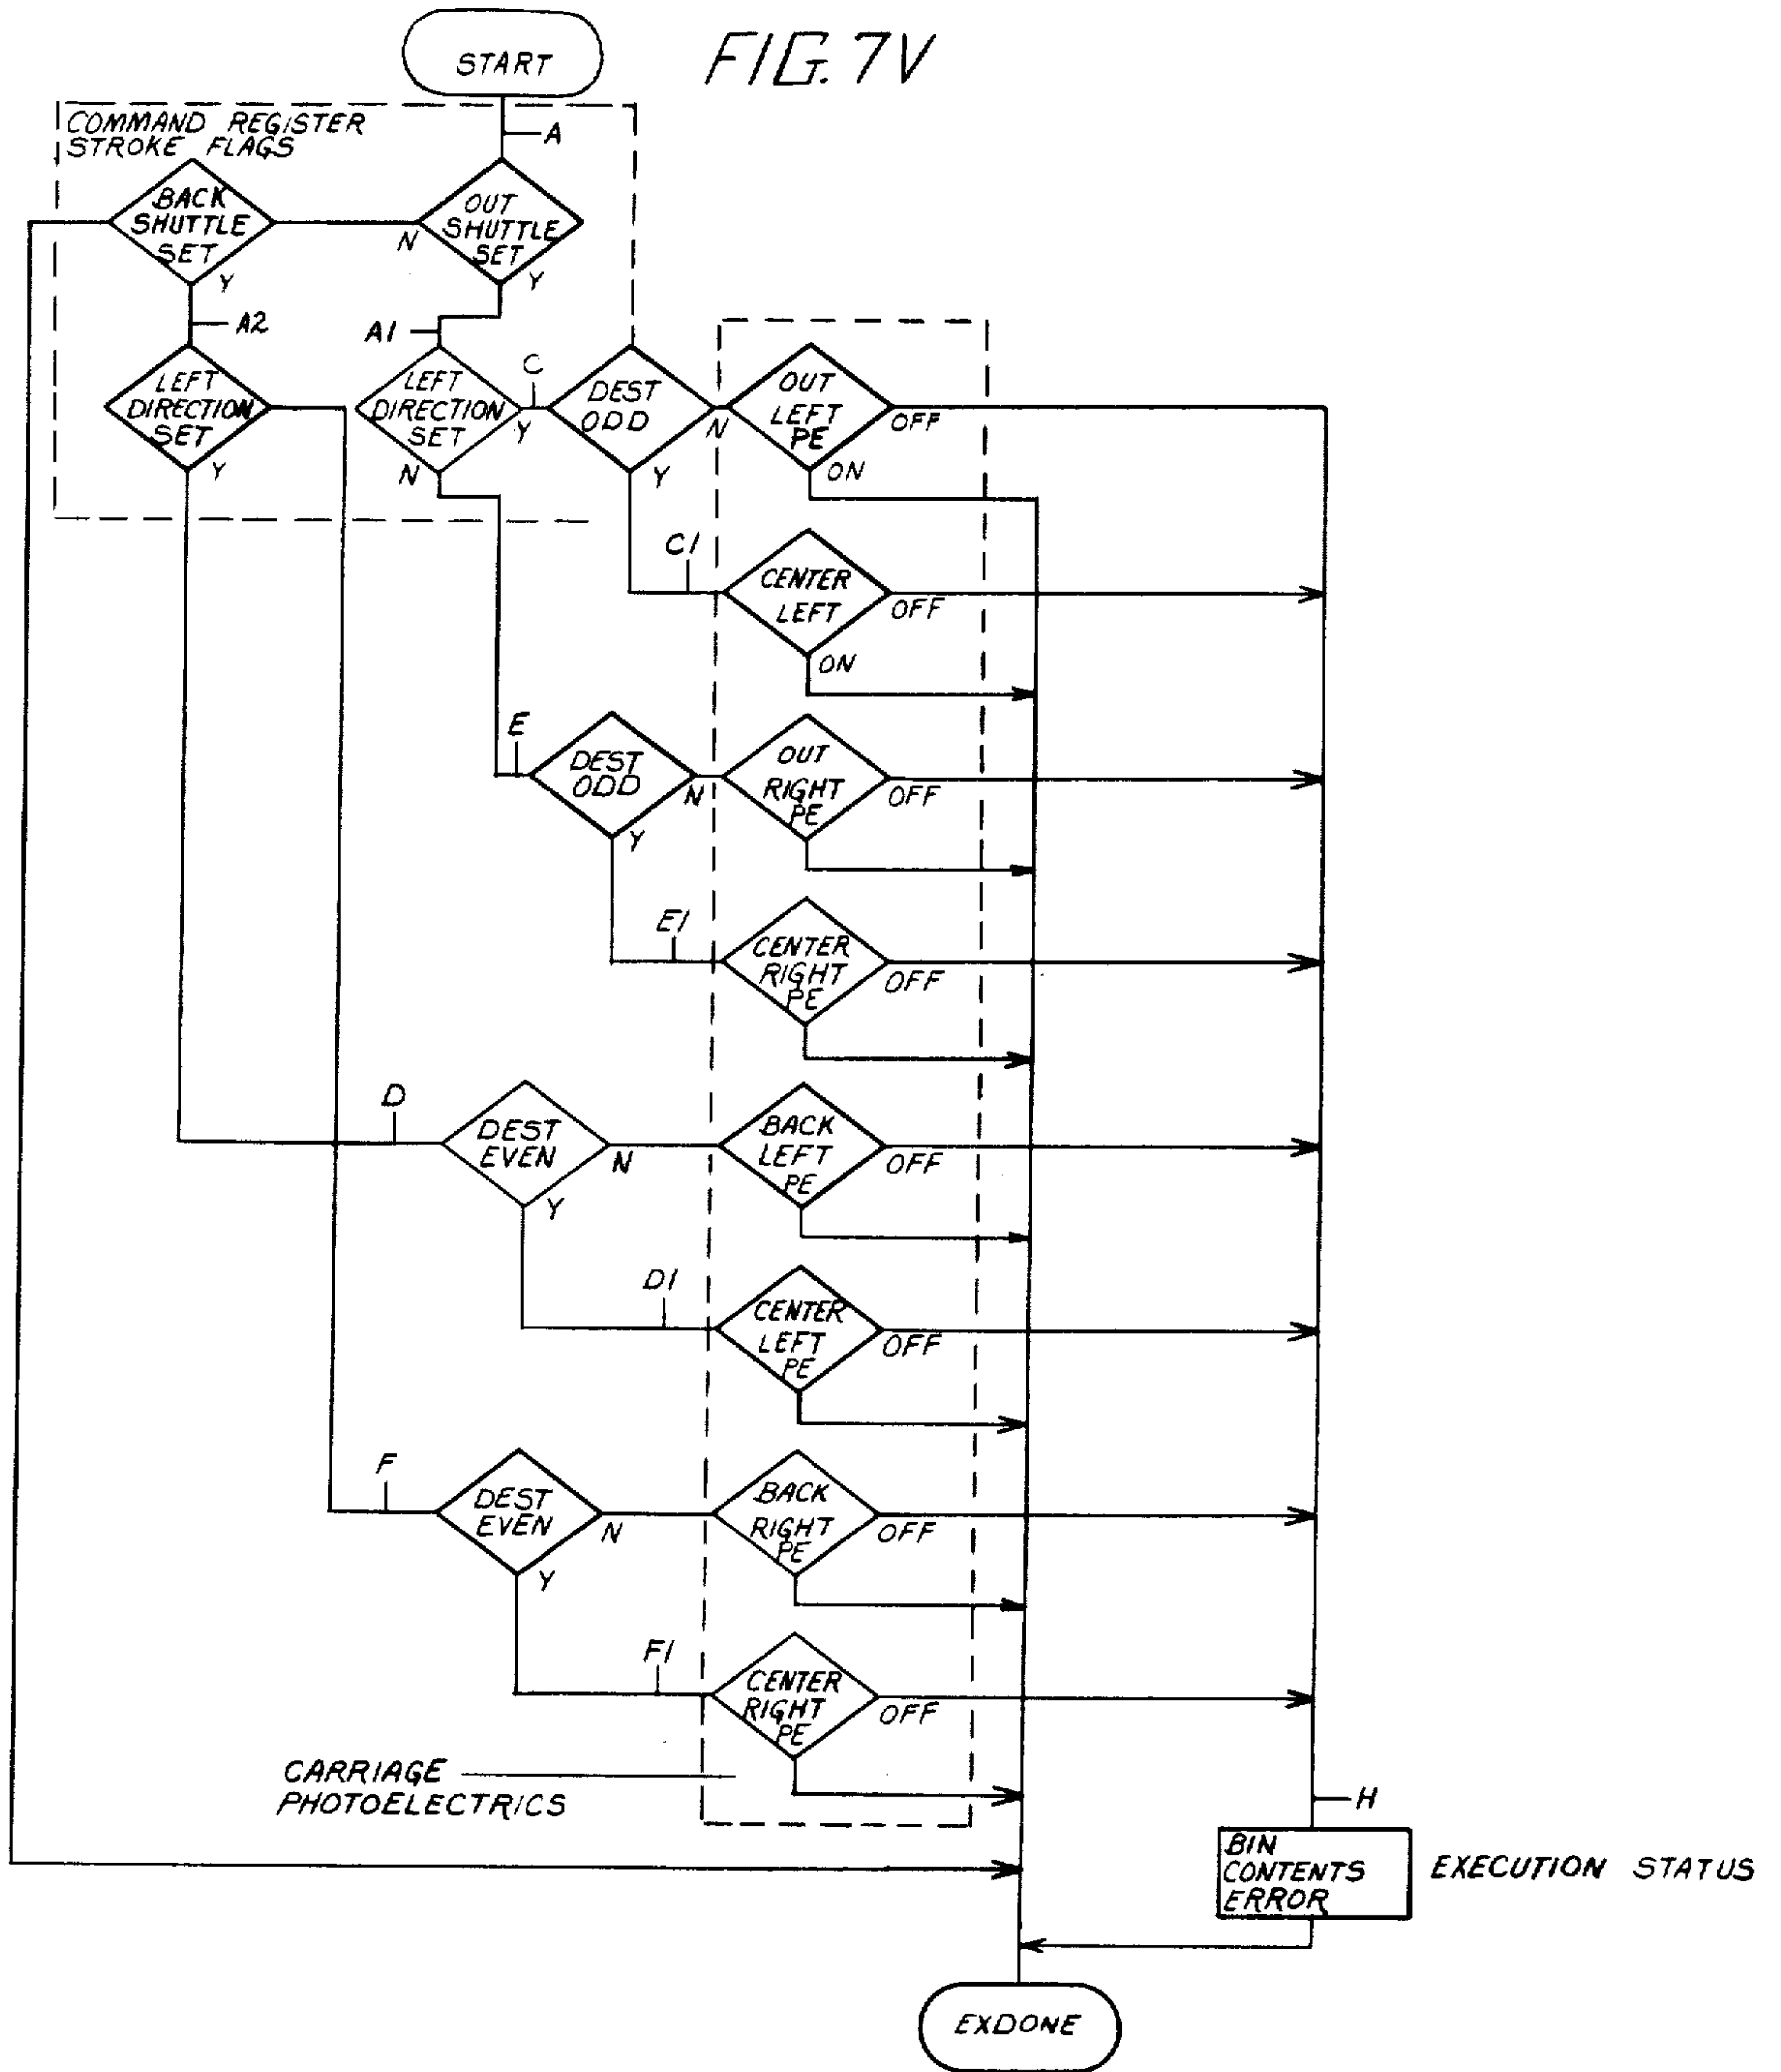 START
FIG. 7V
COMMAND REGISTER
STROKE FLAGS
A
BACK
SHUTTLE
SET
Y
N
OUT
SHUTTLE
SET
Y
A2
A1
LEFT
DIRECTION
SET
Y
LEFT
DIRECTION
SET
Y
N
C
DEST
ODD
N
Y
OUT
LEFT
PE
OFF
ON
C1
CENTER
LEFT
OFF
ON
E
DEST
ODD
N
Y
OUT
RIGHT
PE
OFF
E1
CENTER
RIGHT
PE
OFF
D
DEST
EVEN
N
Y
BACK
LEFT
PE
OFF
D1
CENTER
LEFT
PE
OFF
F
DEST
EVEN
N
Y
BACK
RIGHT
PE
OFF
F1
CENTER
RIGHT
PE
OFF
CARRIAGE
PHOTOELECTRICS
H
BIN
CONTENTS
ERROR
EXECUTION STATUS
EXDONE